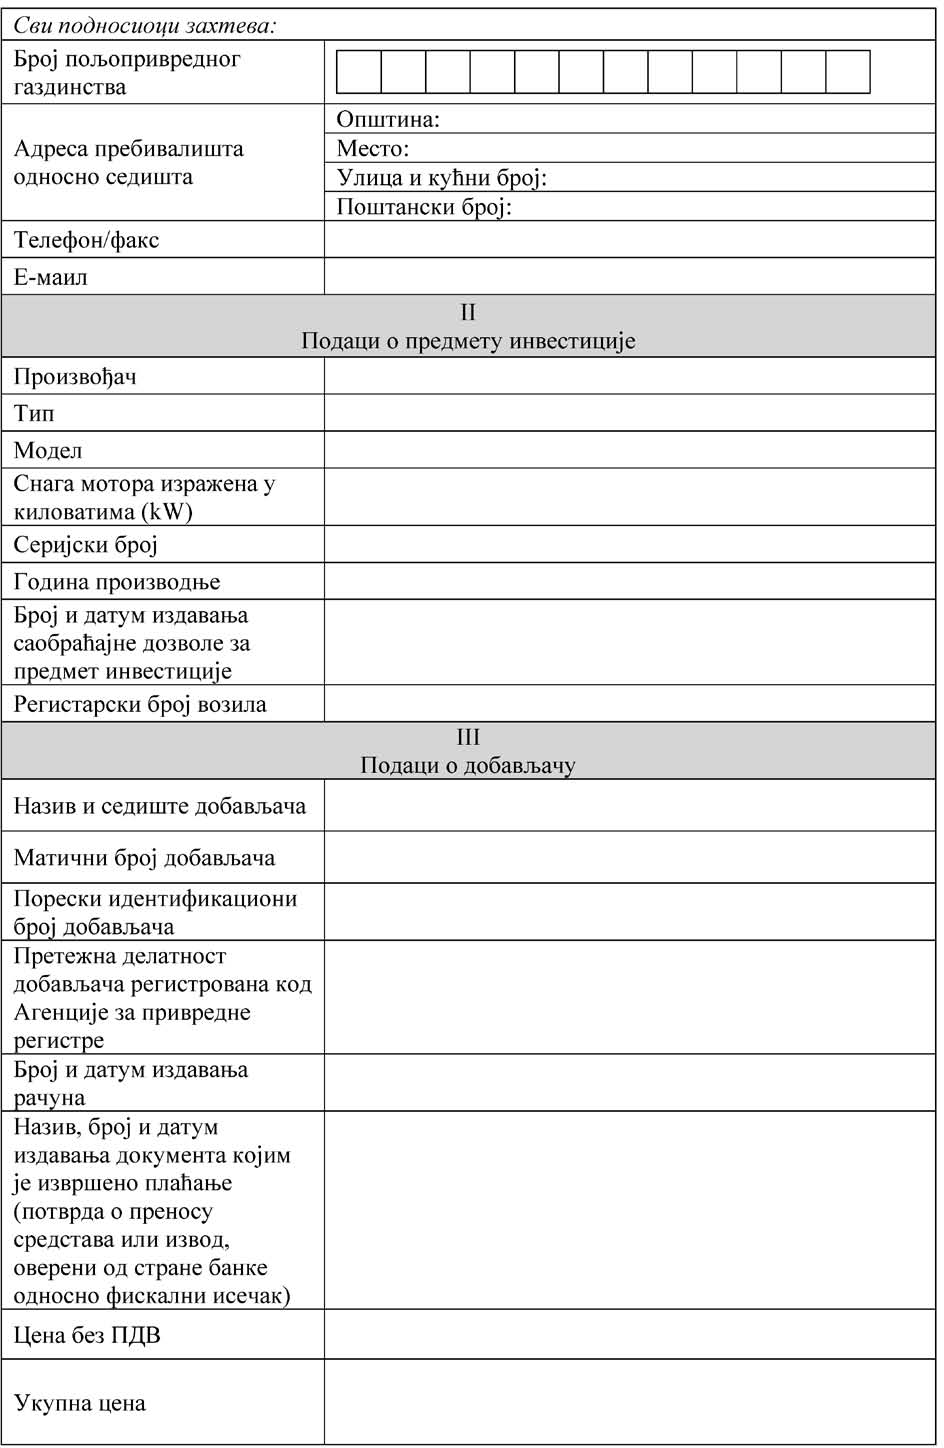 Сви подносиоци захтева:
Број пољопривредног
газдинства
Адреса пребивалишта
односно седишта
Општина:
Место:
Улица и кућни број:
Поштански број:
Телефон/факс
Е-маил
II
Подаци о предмету инвестиције
Произвођач
Тип
Модел
Снага мотора изражена у
киловатима (kW)
Серијски број
Година производње
Број и датум издавања
саобраћајне дозволе за
предмет инвестиције
Регистарски број возила
III
Подаци о добављачу
Назив и седиште добављача
Матични број добављача
Порески идентификациони
број добављача
Претежна делатност
добављача регистрована код
Агенције за привредне
регистре
Број и датум издавања
рачуна
Назив, број и датум
издавања документа којим
је извршено плаћање
(потврда о преносу
средстава или извод,
оверени од стране банке
односно фискални исечак)
Цена без ПДВ
Укупна цена